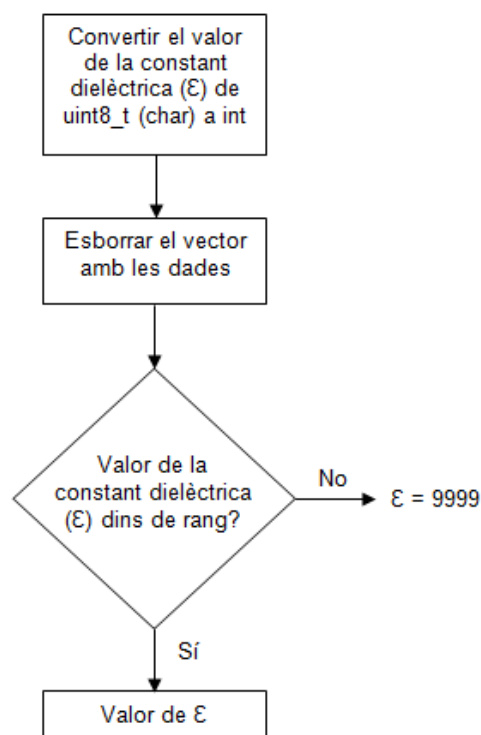 Convertir el valor
de la constant
dielèctrica (Ɛ) de
uint8_t (char) a int
Esborrar el vector
amb les dades
Valor de la
constant dielèctrica
(Ɛ) dins de rang?
No
Ɛ = 9999
Sí
Valor de Ɛ